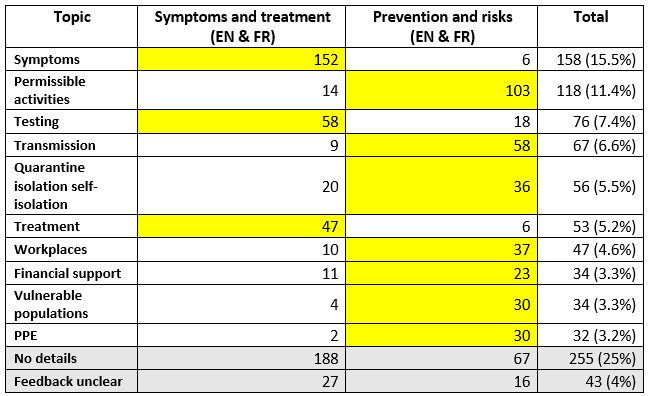 Topic Symptoms and treatment (EN & FR) Prevention and risks (EN & FR) Total
Symptoms 152 6 158 (15.5%)
Permissible activities 14 103 118 (11.4%)
Testing 58 18 76 (7.4%)
Transmission 9 58 67 (6.6%)
Quarantine isolation self-isolation 20 36 56 (5.5%)
Treatment 47 6 53 (5.2%)
Workplaces 10 37 47 (4.6%)
Financial support 11 23 34 (3.3%)
Vulnerable populations 4 30 34 (3.3%)
PPE 2 30 32 (3.2%)
No details 188 67 255 (25%)
Feedback unclear 27 16 43 (4%)